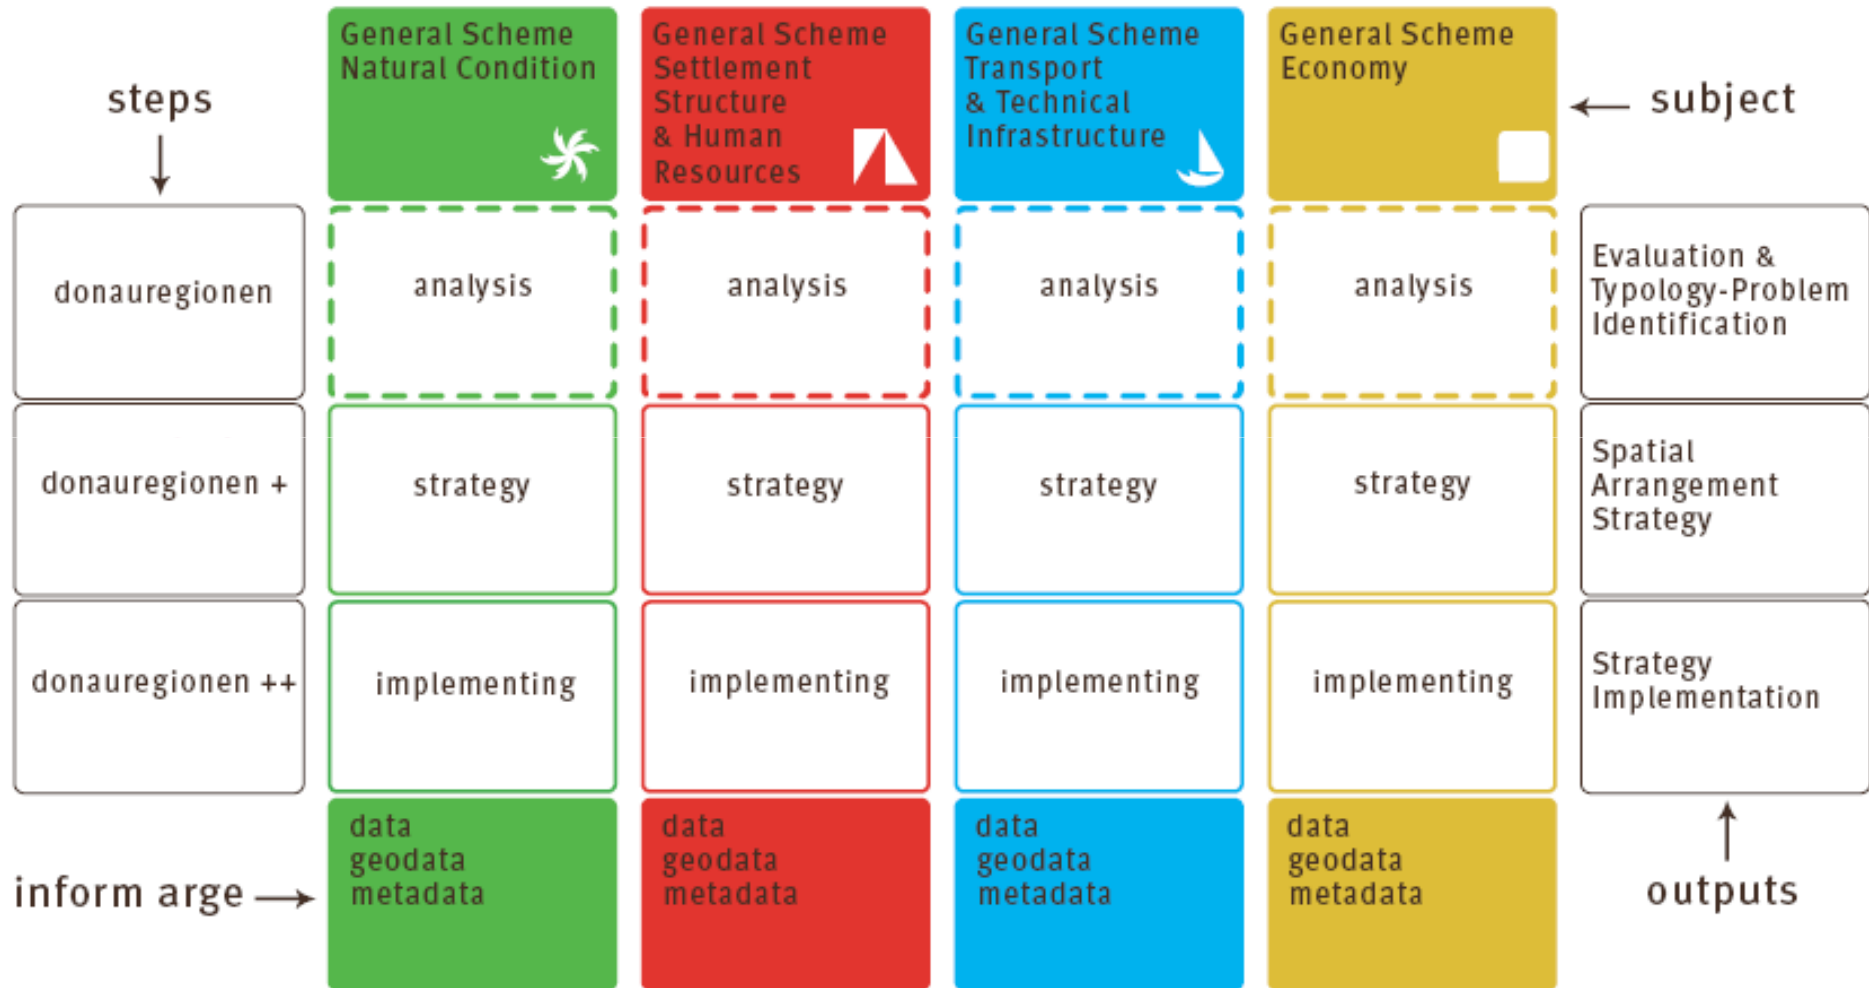 steps
General Scheme
Natural Condition
General Scheme
Settlement
Structure
& Human
Resources
General Scheme
Transport
& Technical
Infrastructure
General Scheme
Economy
subject
donauregionen
analysis
analysis
analysis
analysis
Evaluation &
Typology-Problem
Identification
donauregionen +
strategy
strategy
strategy
strategy
Spatial
Arrangement
Strategy
donauregionen ++
implementing
implementing
implementing
implementing
Strategy
Implementation
inform arge
data
geodata
metadata
data
geodata
metadata
data
geodata
metadata
data
geodata
metadata
outputs